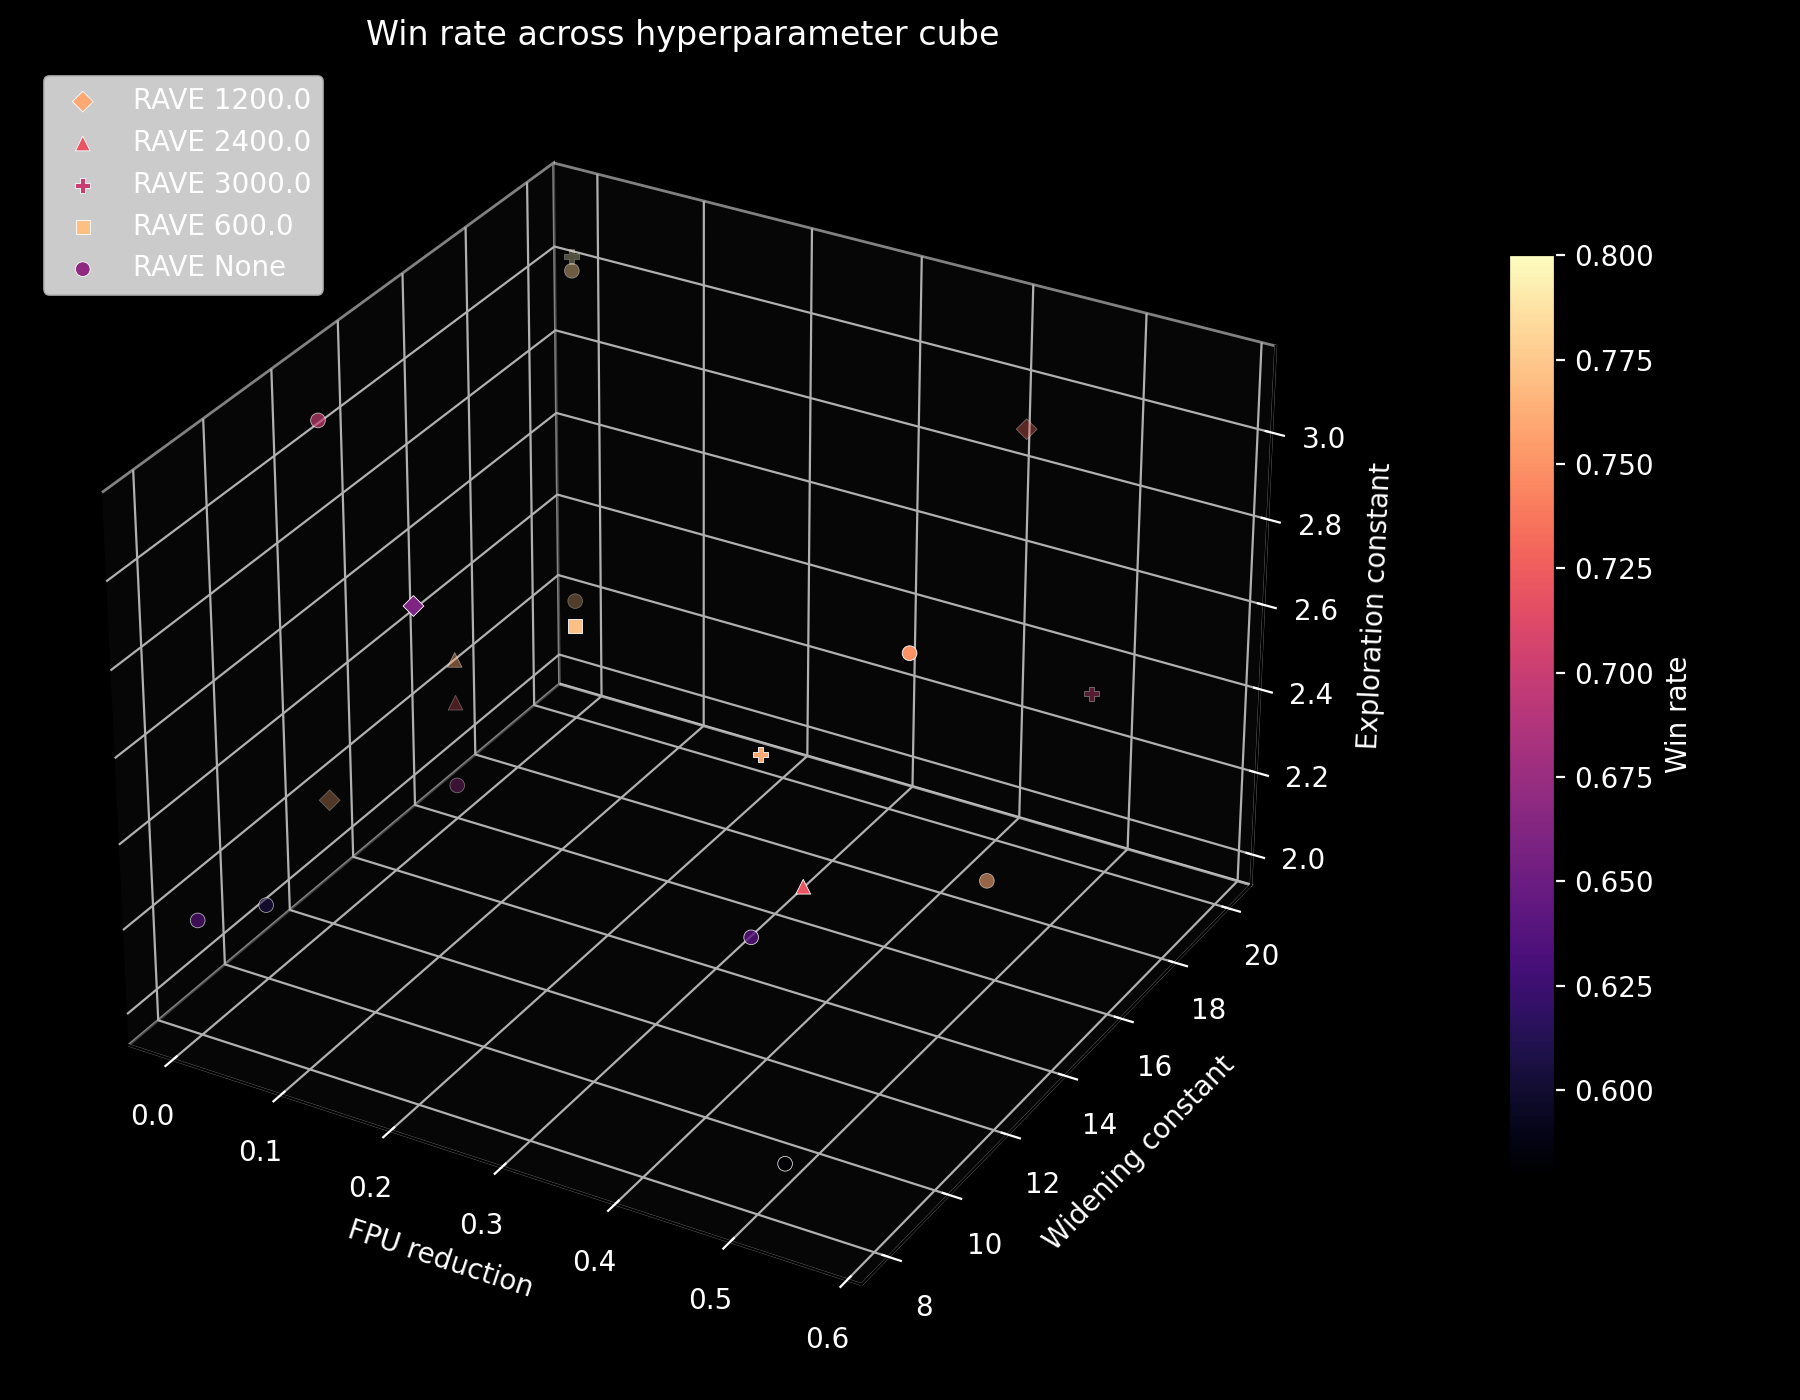 Win rate across hyperparameter cube
RAVE 1200.0
RAVE 2400.0
RAVE 3000.0
RAVE 600.0
RAVE None
0.800
0.775
0.750
0.725
0.700
0.675
0.650
0.625
0.600
Win rate
3.0
2.8
2.6
2.4
2.2
2.0
Exploration constant
20
18
16
14
12
10
8
Widening constant
0.0
0.1
0.2
0.3
0.4
0.5
0.6
FPU reduction